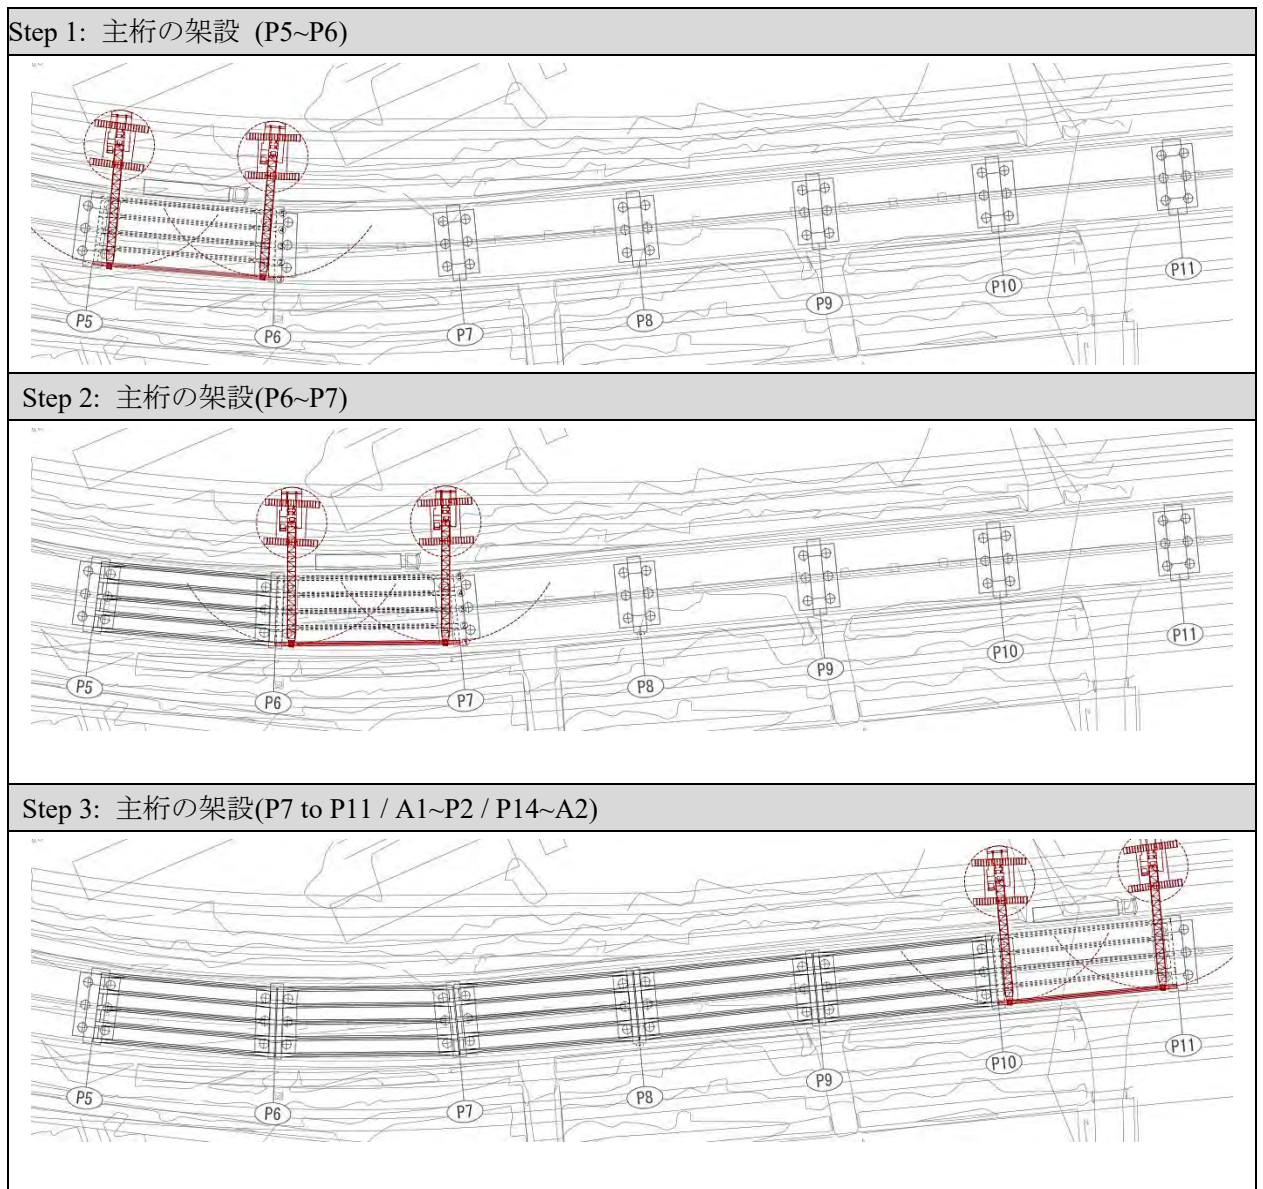 Step 1: 主桁の架設 (P5~P6)
P5 P6 P7 P8 P9 P10 P11
Step 2: 主桁の架設(P6~P7)
P5 P6 P7 P8 P9 P10 P11
Step 3: 主桁の架設(P7 to P11 / A1~P2 / P14~A2)
P5 P6 P7 P8 P9 P10 P11